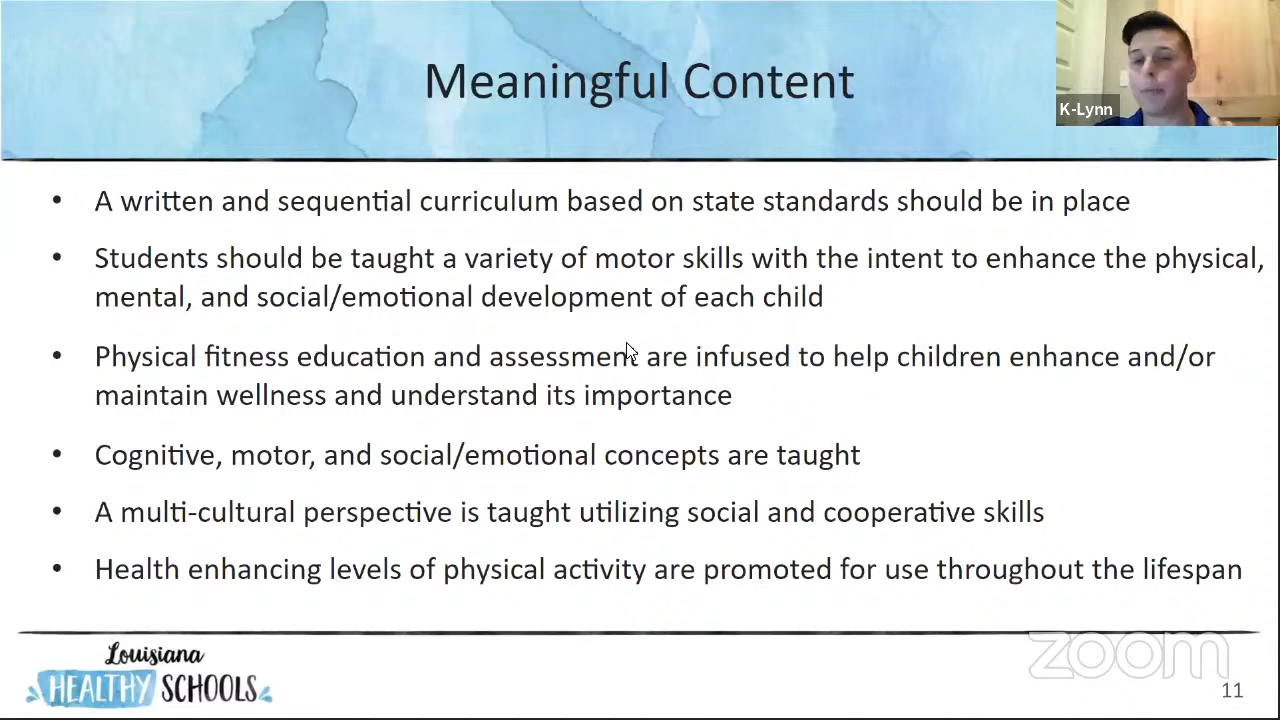 Meaningful Content
K-Lynn
• A written and sequential curriculum based on state standards should be in place
• Students should be taught a variety of motor skills with the intent to enhance the physical,
mental, and social/emotional development of each child
• Physical fitness education and assessment are infused to help children enhance and/or
maintain wellness and understand its importance
• Cognitive, motor, and social/emotional concepts are taught
• A multi-cultural perspective is taught utilizing social and cooperative skills
• Health enhancing levels of physical activity are promoted for use throughout the lifespan
Louisiana
HEALTHY SCHOOLS
zoom
11